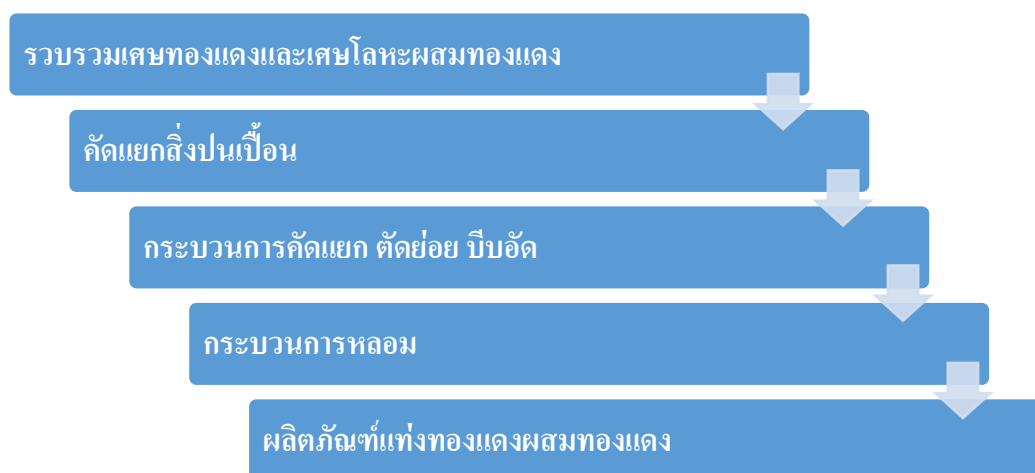 รวบรวมเศษทองแดงและเศษโลหะผสมทองแดง
คัดแยกสิ่งปนเปื้อน
กระบวนการคัดแยก ตัดย่อย บีบอัด
กระบวนการหลอม
ผลิตภัณฑ์แท่งทองแดงผสมทองแดง